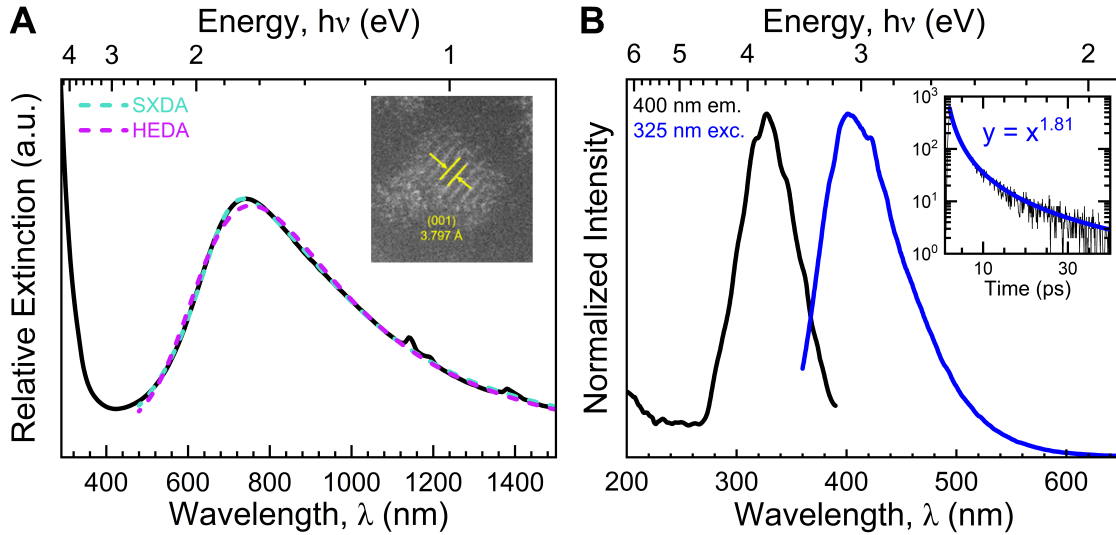 A
Energy, hν (eV)
4 3 2 1
SXDA
HEDA
(001)
3.797 Å
Relative Extinction (a.u.)
400 600 800 1000 1200 1400
Wavelength, λ (nm)
B
Energy, hν (eV)
6 5 4 3 2
400 nm em.
325 nm exc.
y = x^1.81
10^3
10^2
10^1
10^0
10 30
Time (ps)
Normalized Intensity
200 300 400 500 600
Wavelength, λ (nm)